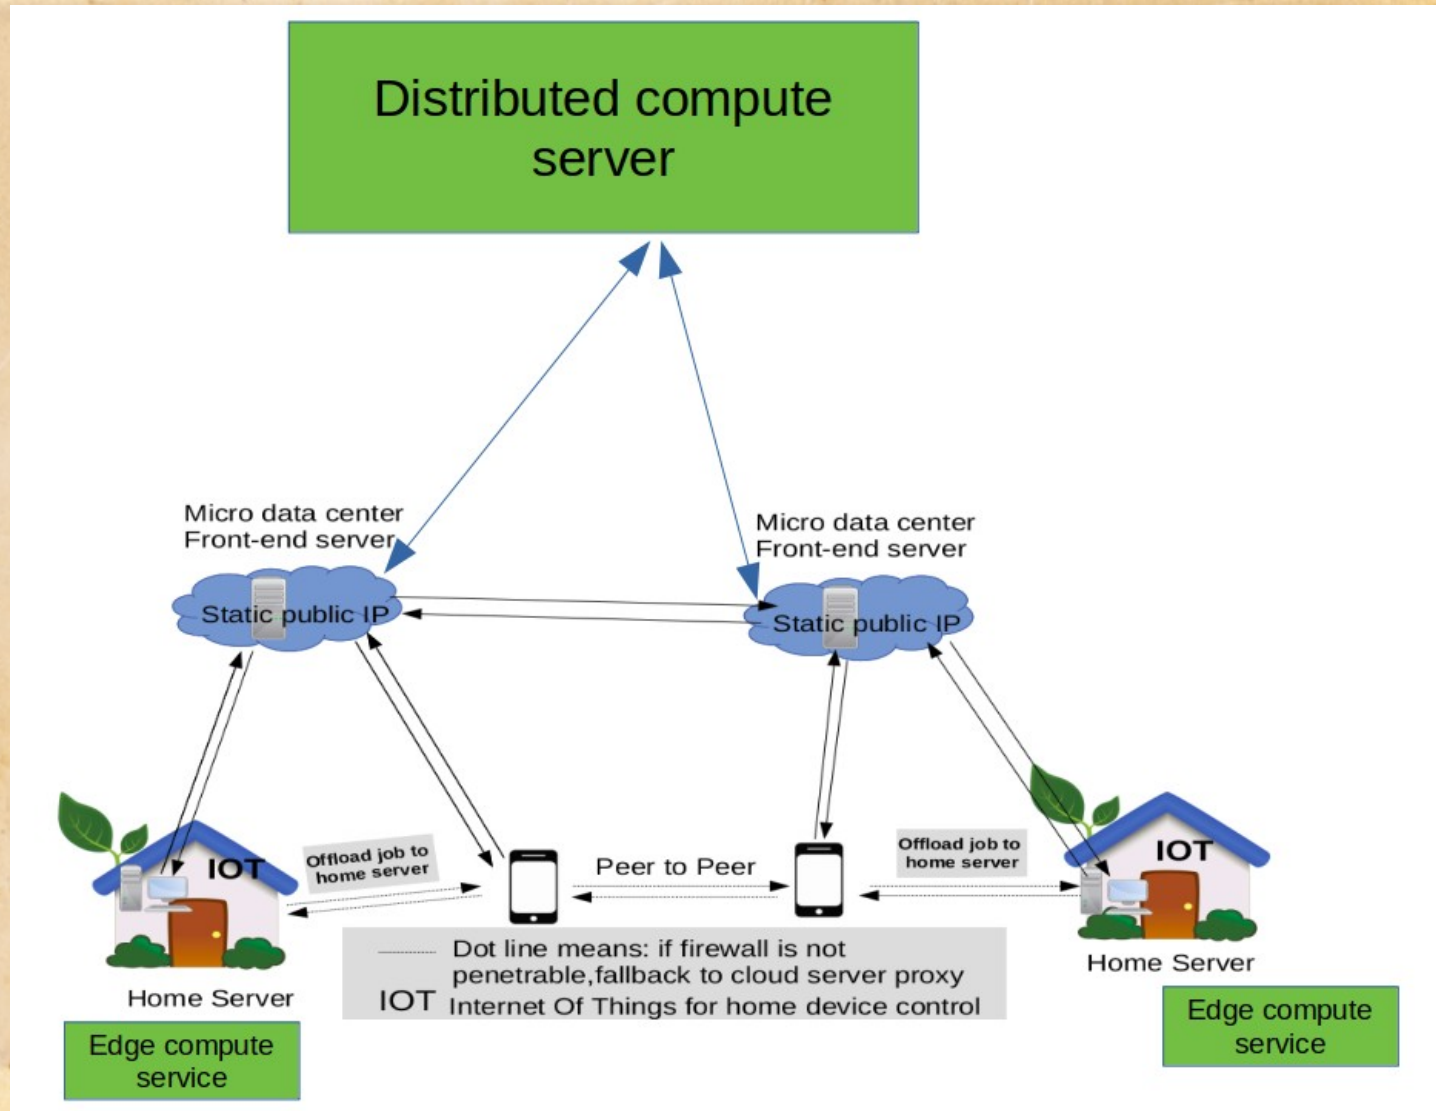 Distributed compute
server
Micro data center
Front-end server
Micro data center
Front-end server
Static public IP
Static public IP
IOT
Offload job to
home server
Peer to Peer
Offload job to
home server
IOT
Dot line means: if firewall is not
penetrable,fallback to cloud server proxy
IOT Internet Of Things for home device control
Home Server
Home Server
Edge compute
service
Edge compute
service